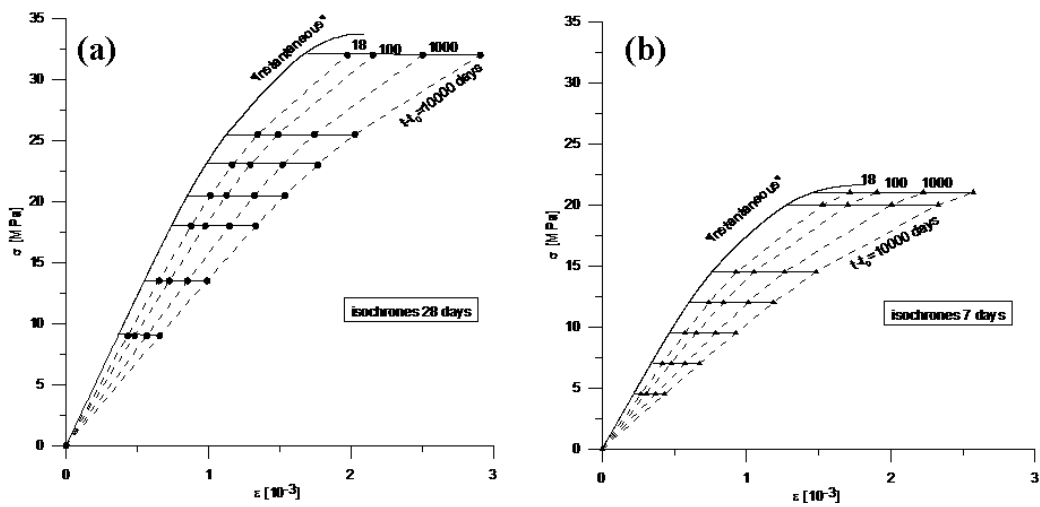 (a)
35
30
25
20
15
10
5
0
σ [MPa]
"Instantaneous"
18 100 1000
t-t₀=10000 days
isochrones 28 days
0 1 2 3
ε [10⁻³]
(b)
35
30
25
20
15
10
5
0
σ [MPa]
"Instantaneous"
18 100 1000
t-t₀=10000 days
isochrones 7 days
0 1 2 3
ε [10⁻³]